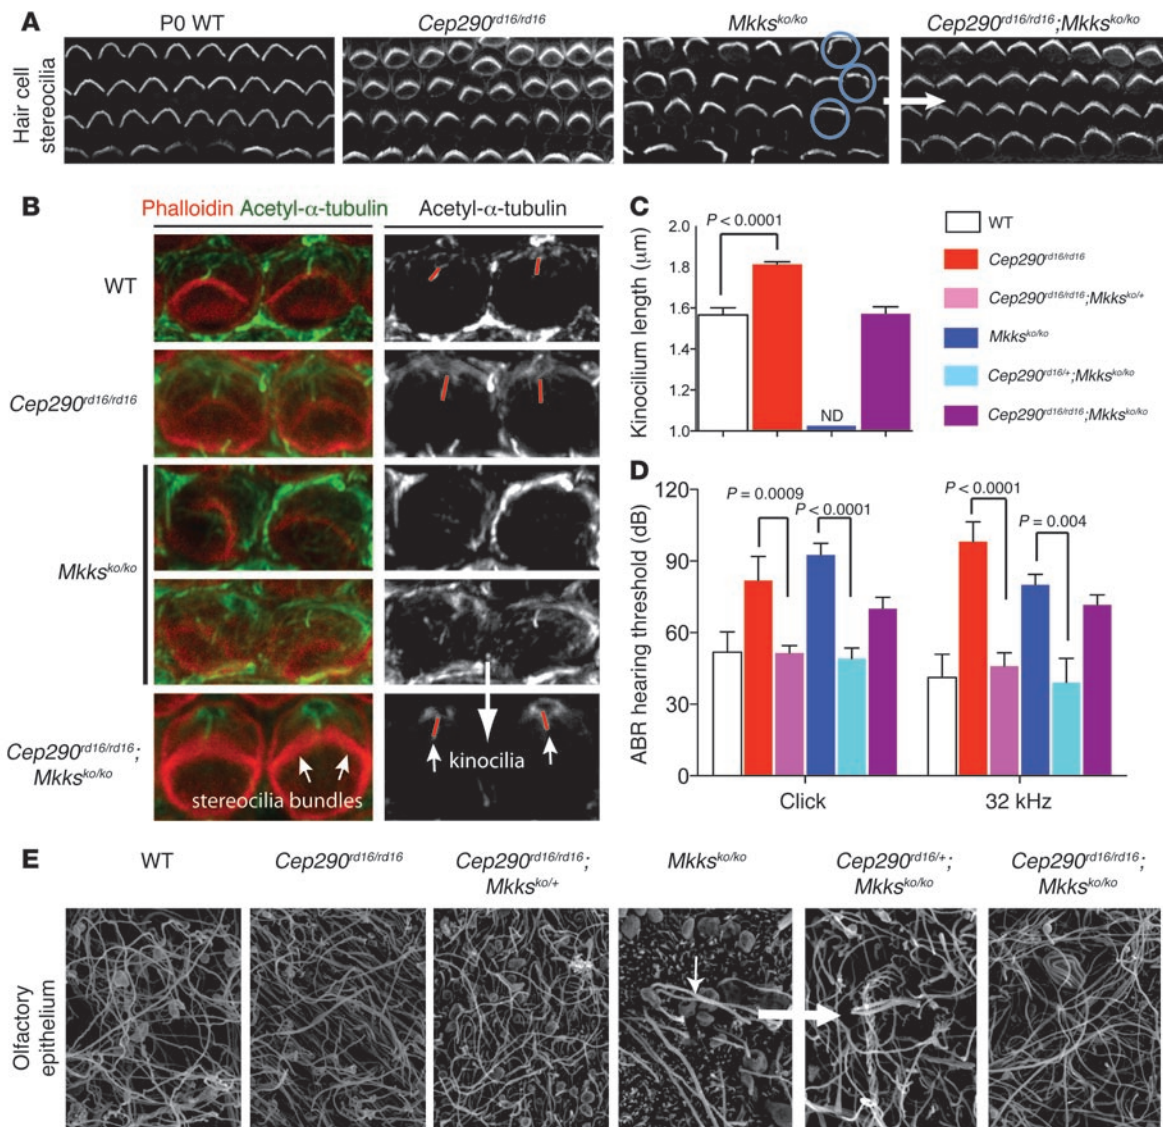 A
P0 WT
Cep290rd16/rd16
Mkksko/ko
Cep290rd16/rd16;Mkksko/ko
Hair cell
stereocilia
B
Phalloidin Acetyl-α-tubulin
Acetyl-α-tubulin
WT
Cep290rd16/rd16
Mkksko/ko
Cep290rd16/rd16;
Mkksko/ko
stereocilia bundles
kinocilia
C
Kinocilium length (μm)
2.0
1.8
1.6
1.4
1.2
1.0
P < 0.0001
ND
WT
Cep290rd16/rd16
Cep290rd16/rd16;Mkksko/+
Mkksko/ko
Cep290rd16/+;Mkksko/ko
Cep290rd16/rd16;Mkksko/ko
D
ABR hearing threshold (dB)
120
90
60
30
0
P = 0.0009
P < 0.0001
P < 0.0001
P = 0.004
Click
32 kHz
E
WT
Cep290rd16/rd16
Cep290rd16/rd16;
Mkksko/+
Mkksko/ko
Cep290rd16/+;
Mkksko/ko
Cep290rd16/rd16;
Mkksko/ko
Olfactory
epithelium